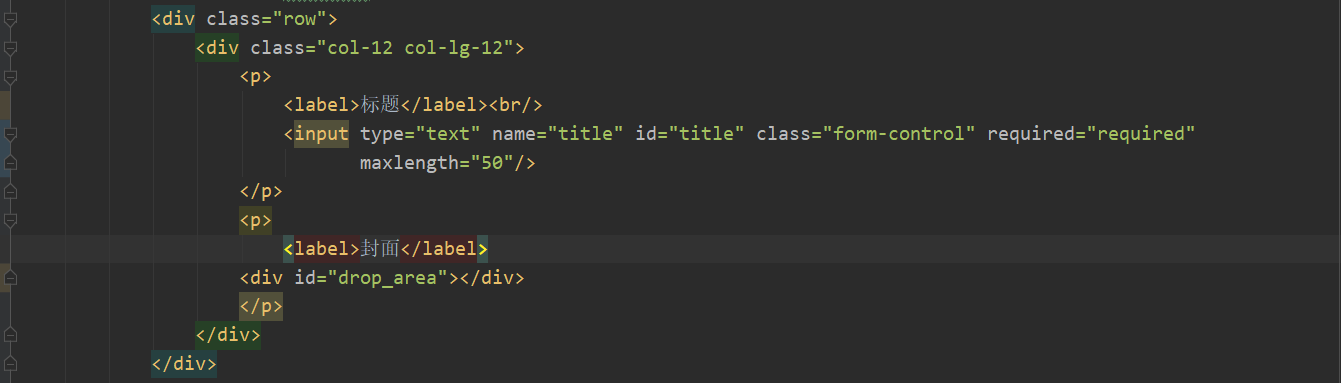 <div class="row">
<div class="col-12 col-lg-12">
<p>
<label>标题</label><br/>
<input type="text" name="title" id="title" class="form-control" required="required"
maxlength="50"/>
</p>
<p>
<label>封面</label>
<div id="drop_area"></div>
</p>
</div>
</div>